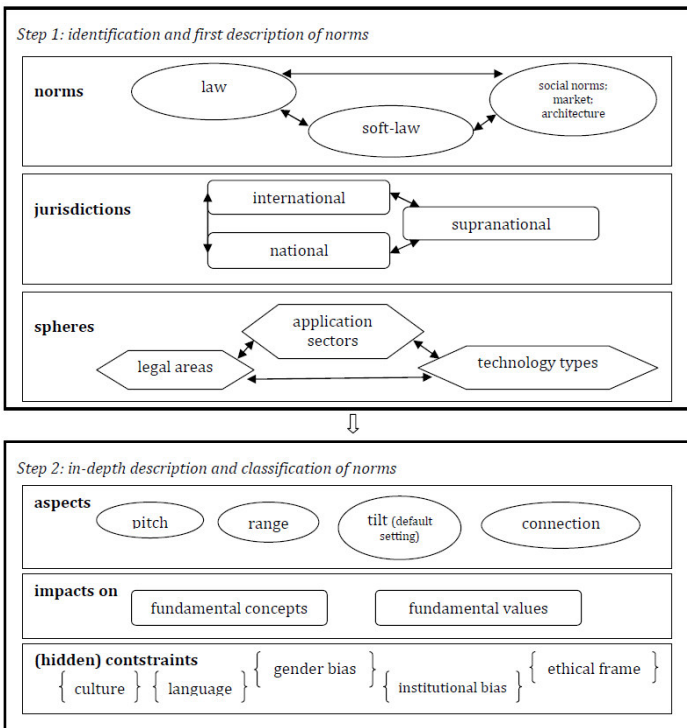 Step 1: identification and first description of norms
norms
law
soft-law
social norms;
market;
architecture
jurisdictions
international
national
supranational
spheres
legal areas
application
sectors
technology types
Step 2: in-depth description and classification of norms
aspects
pitch
range
tilt (default
setting)
connection
impacts on
fundamental concepts
fundamental values
(hidden) contstraints
culture
language
gender bias
institutional bias
ethical frame